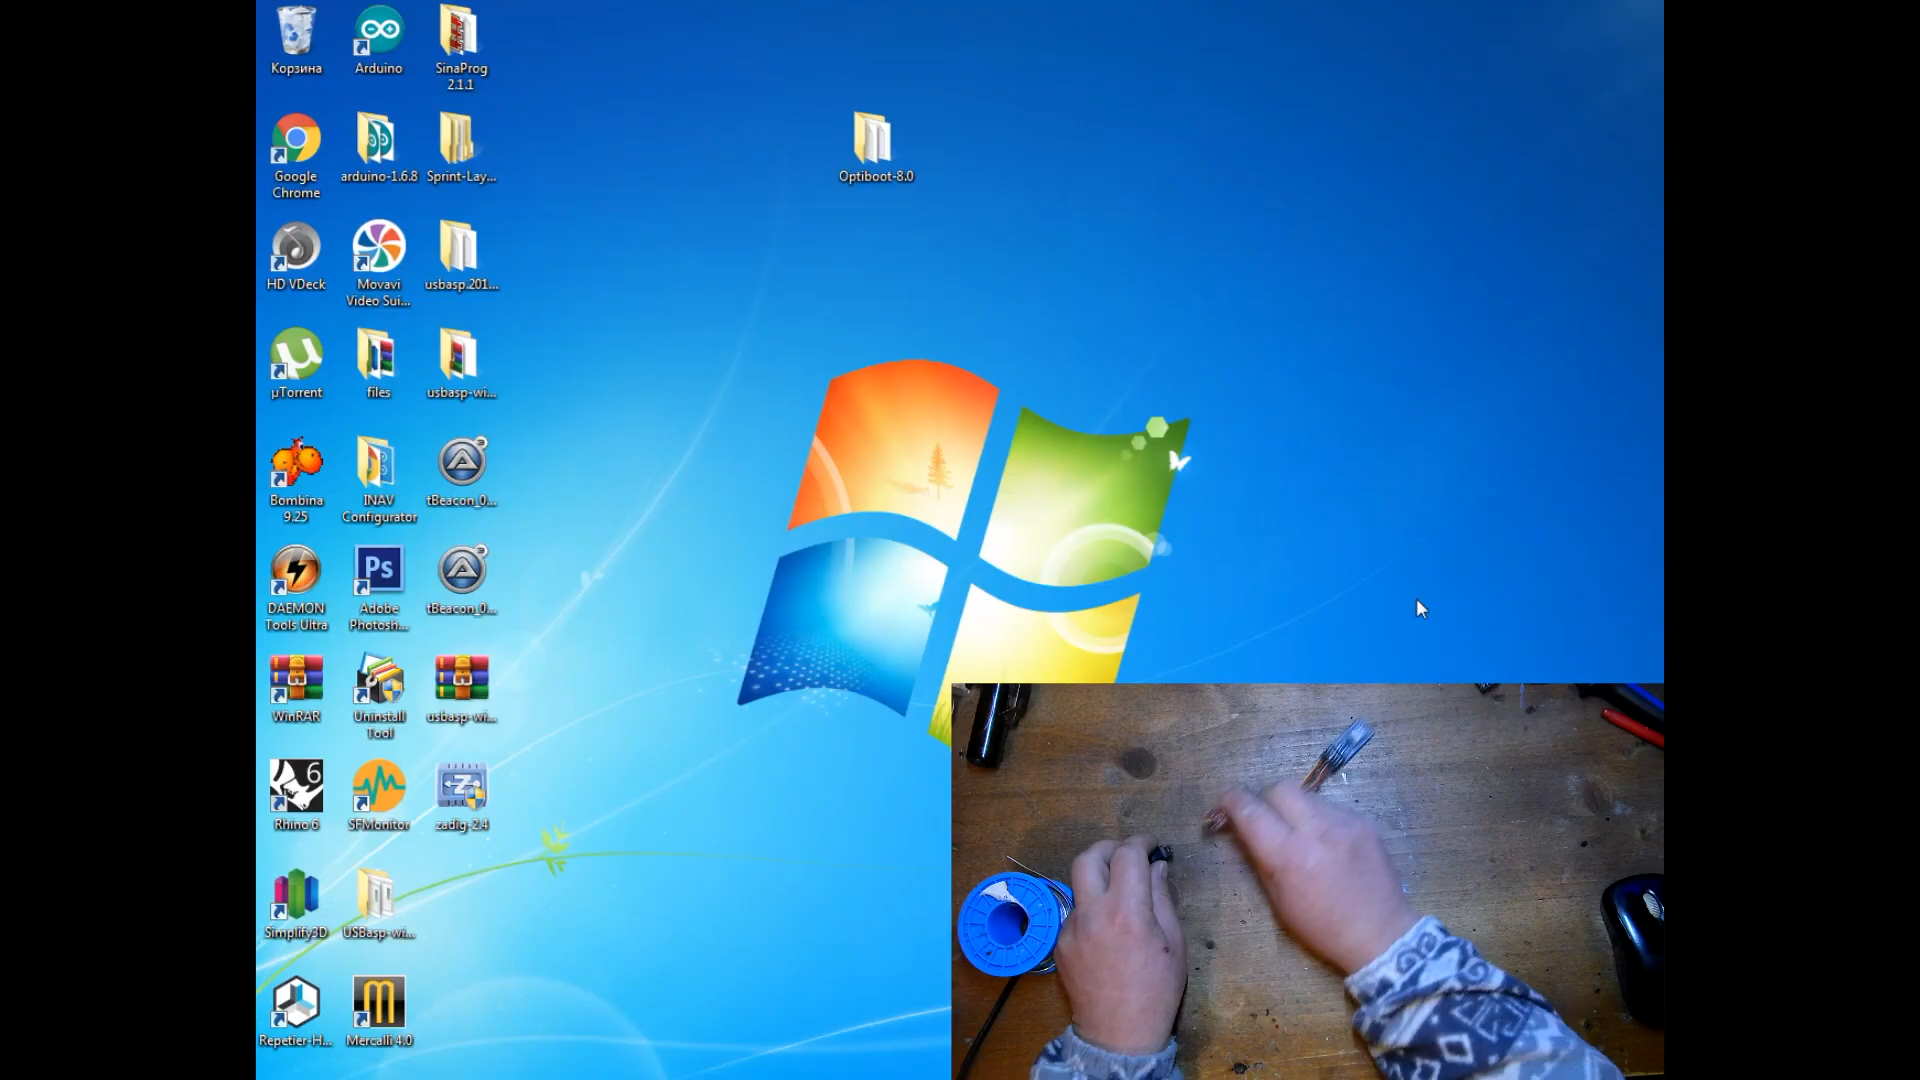 Корзина
Arduino
SinaProg
2.1.1
Google
Chrome
arduino-1.6.8
Sprint-Lay...
Optiboot-8.0
HD VDeck
Movavi
Video Sui...
usbasp.201...
µTorrent
files
usbasp-wi...
Bombina
9.25
INAV
Configurator
tBeacon_0...
DAEMON
Tools Ultra
Ps
Adobe
Photosh...
tBeacon_0...
WinRAR
Uninstall
Tool
usbasp-wi...
6
Rhino 6
SFMonitor
Z
zadig-2.4
Simplify3D
USBasp-wi...
Repetier-H...
Mercalli 4.0